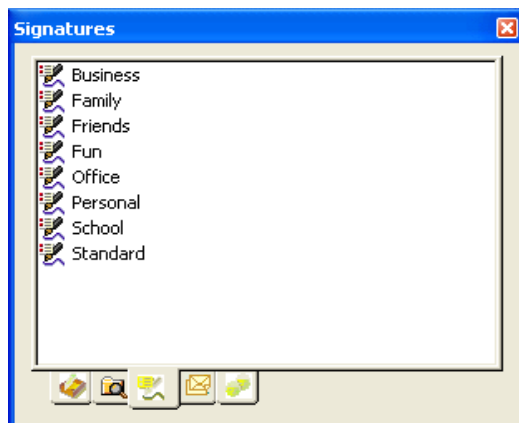 Signatures
Business
Family
Friends
Fun
Office
Personal
School
Standard